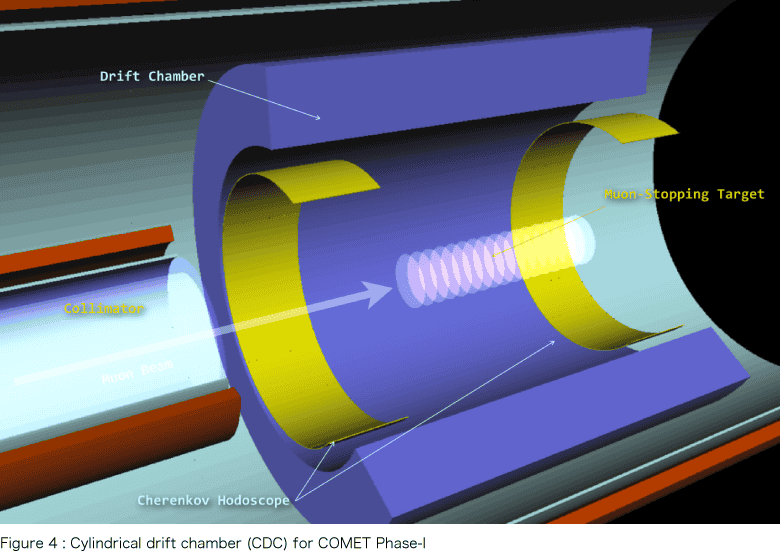 Drift Chamber
Muon-Stopping Target
Collimator
Muon Beam
Cherenkov Hodoscope
Figure 4 : Cylindrical drift chamber (CDC) for COMET Phase-I